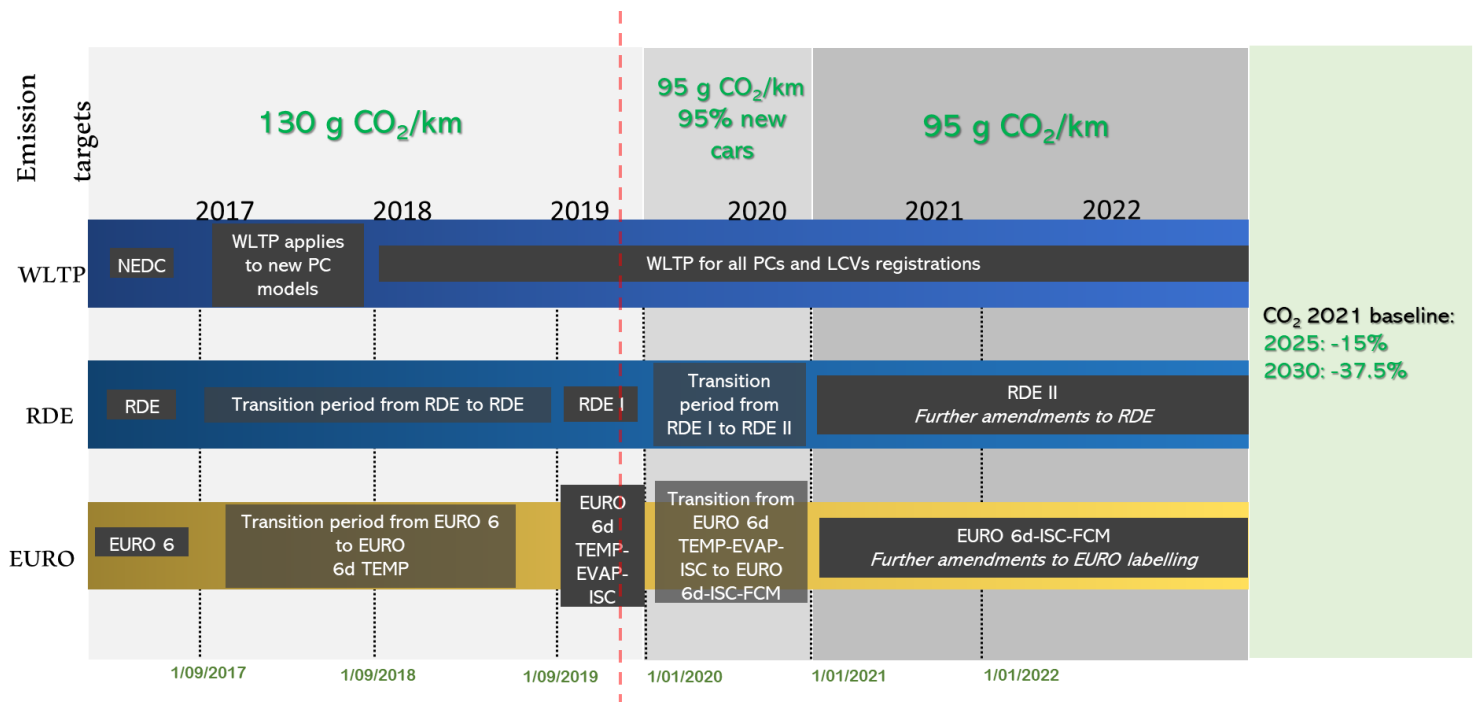 Emission
targets
130 g CO₂/km
95 g CO₂/km
95% new
cars
95 g CO₂/km
2017
2018
2019
2020
2021
2022
WLTP
NEDC
WLTP applies
to new PC
models
WLTP for all PCs and LCVs registrations
RDE
RDE
Transition period from RDE to RDE
RDE I
Transition
period from
RDE I to RDE II
RDE II
Further amendments to RDE
EURO
EURO 6
Transition period from EURO 6
to EURO
6d TEMP
EURO
6d
TEMP-
EVAP-
ISC
Transition from
EURO 6d
TEMP-EVAP-
ISC to EURO
6d-ISC-FCM
EURO 6d-ISC-FCM
Further amendments to EURO labelling
1/09/2017
1/09/2018
1/09/2019
1/01/2020
1/01/2021
1/01/2022
CO₂ 2021 baseline:
2025: -15%
2030: -37.5%